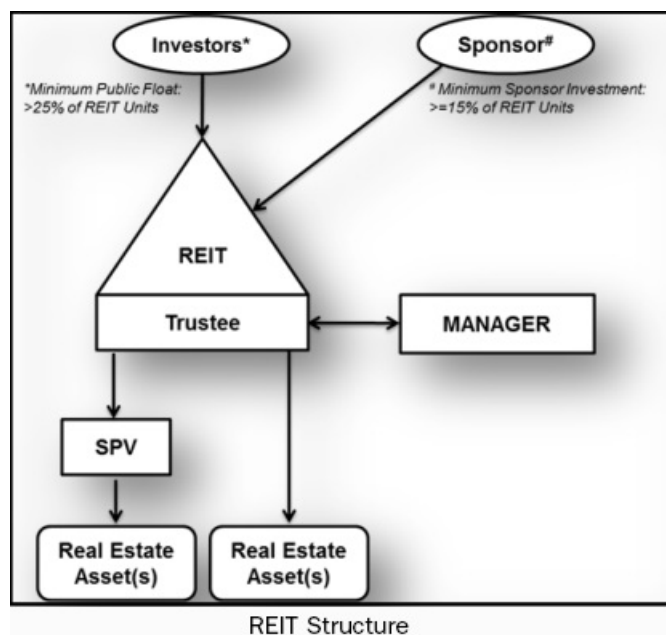 Investors*
Sponsor#
*Minimum Public Float:
>25% of REIT Units
# Minimum Sponsor Investment:
>=15% of REIT Units
REIT
Trustee
MANAGER
SPV
Real Estate
Asset(s)
Real Estate
Asset(s)
REIT Structure